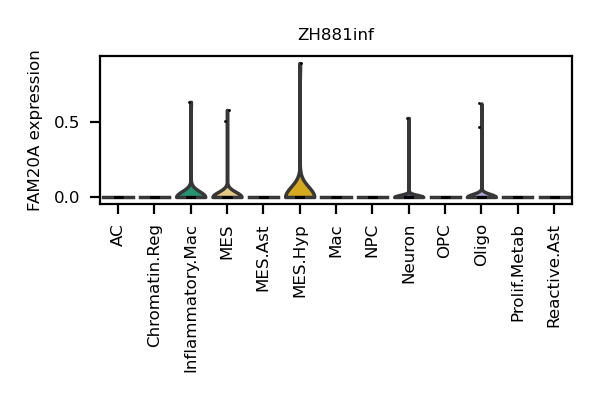 ZH881inf
FAM20A expression
0.5
0.0
AC
Chromatin.Reg
Inflammatory.Mac
MES
MES.Ast
MES.Hyp
Mac
NPC
Neuron
OPC
Oligo
Prolif.Metab
Reactive.Ast